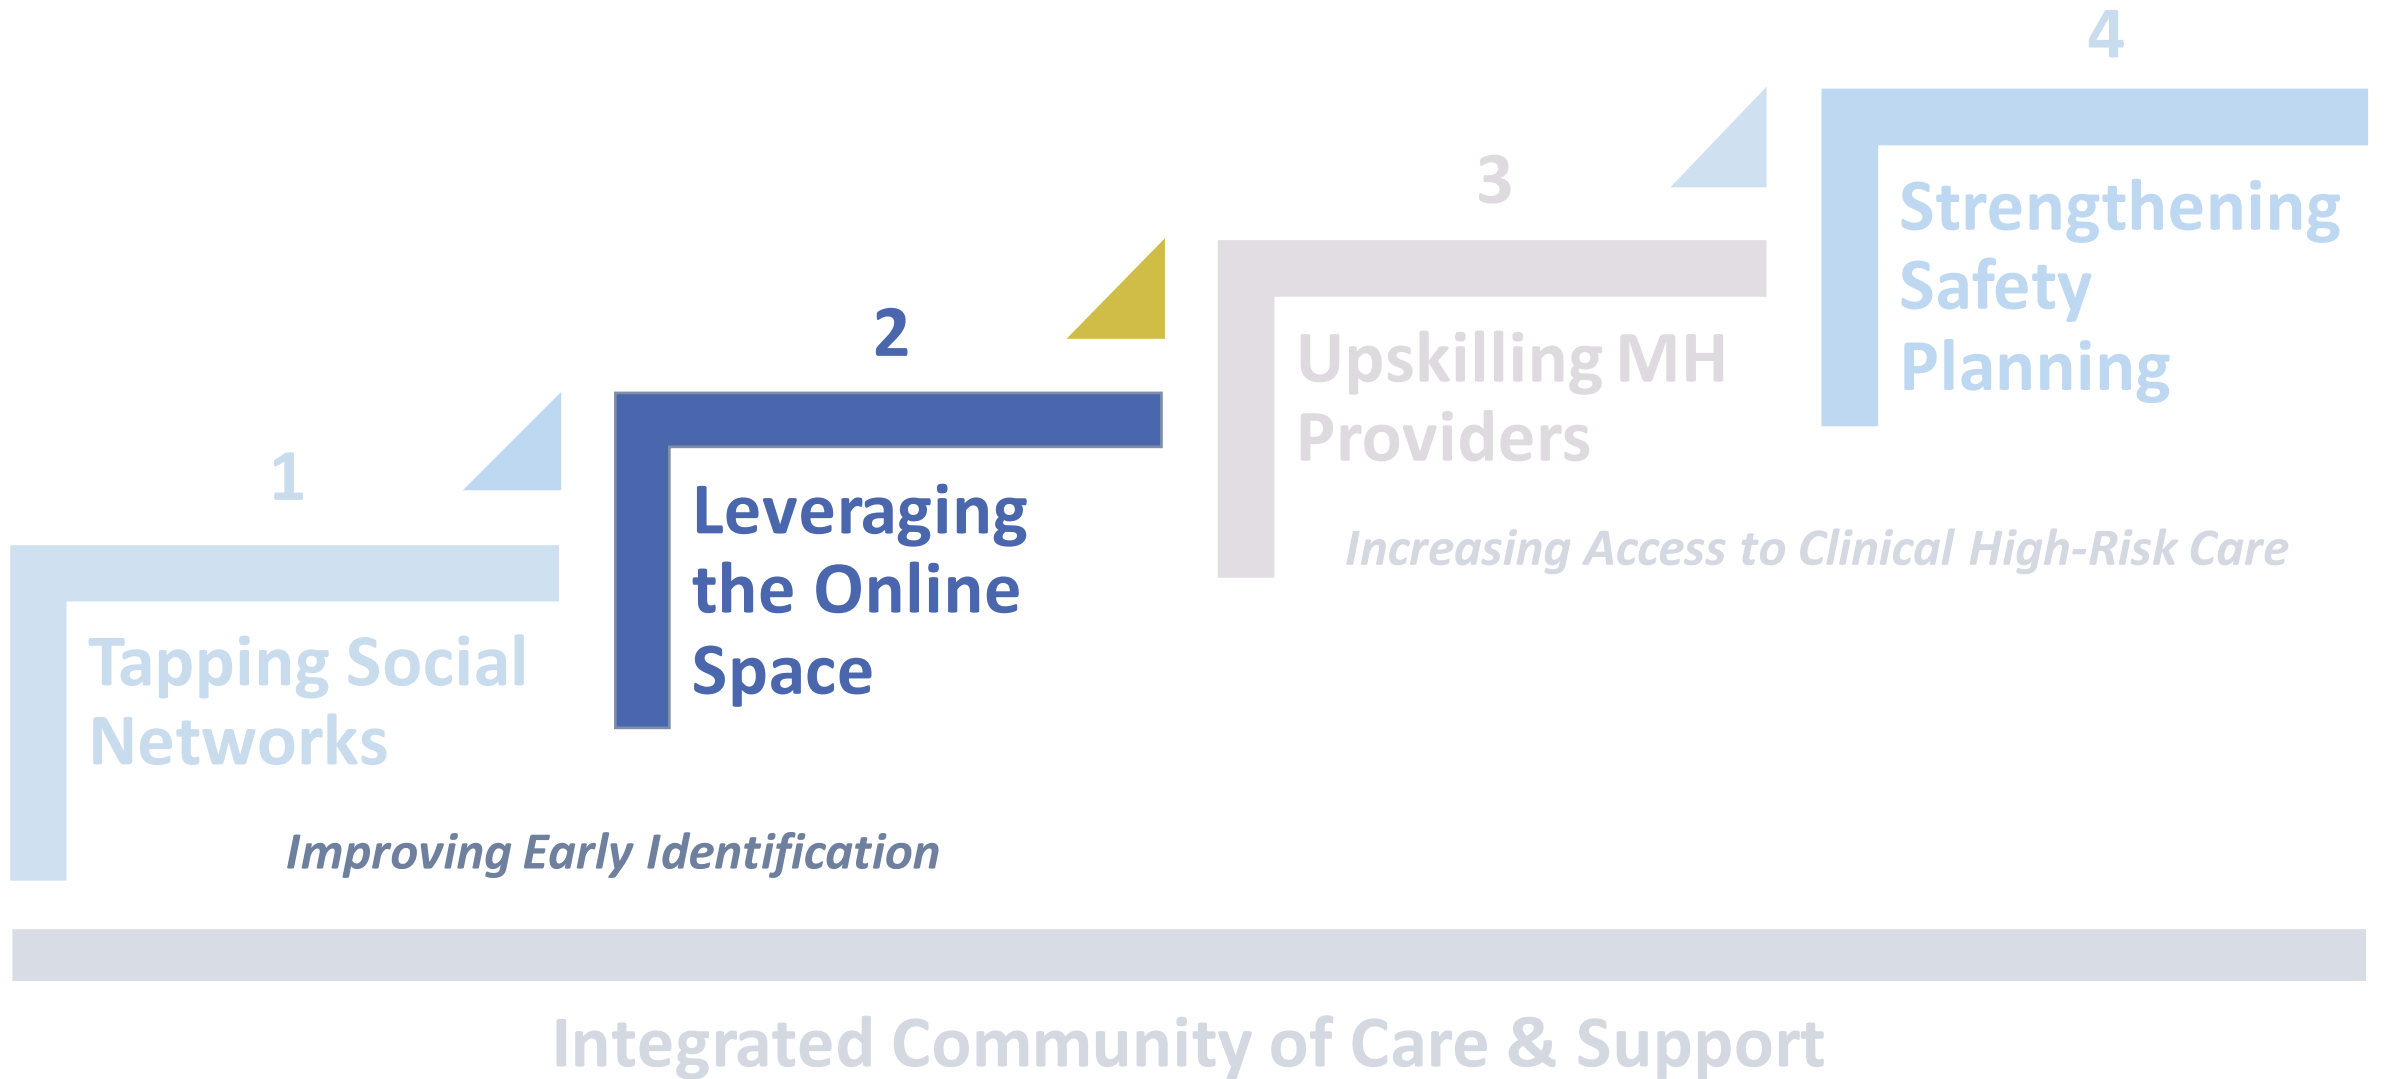 1
Tapping Social
Networks
2
Leveraging
the Online
Space
Improving Early Identification
3
Upskilling MH
Providers
4
Strengthening
Safety
Planning
Increasing Access to Clinical High-Risk Care
Integrated Community of Care & Support